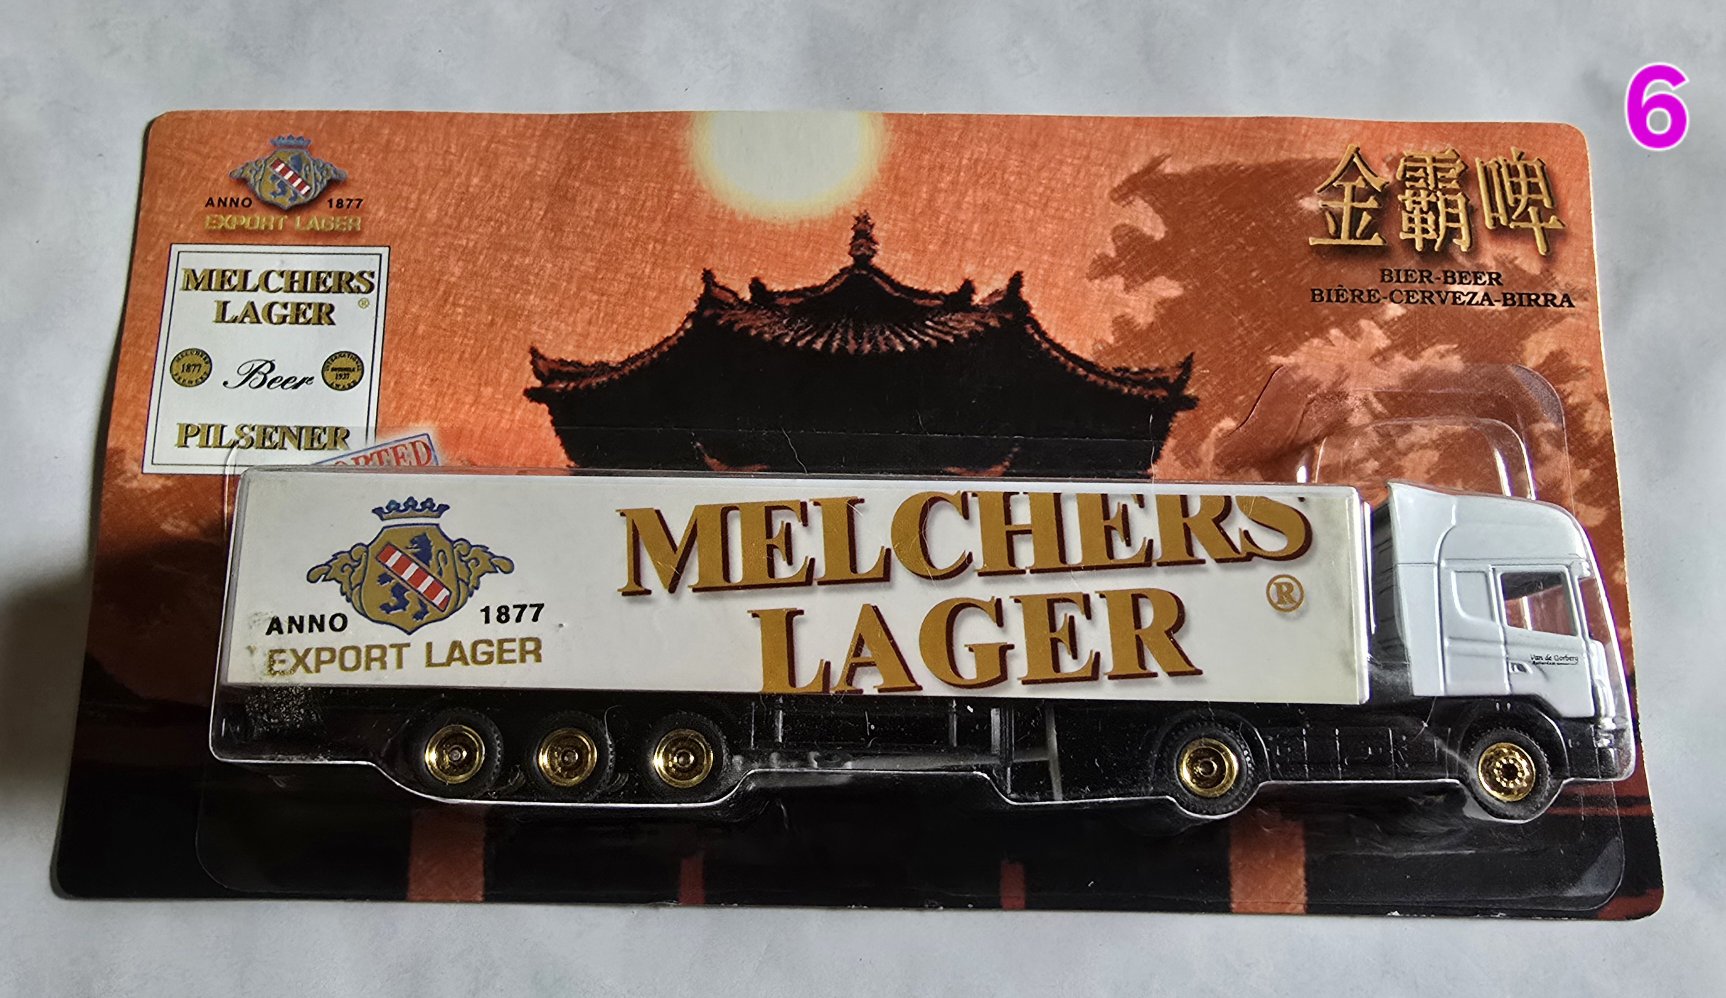 6
ANNO 1877
EXPORT LAGER
MELCHERS
LAGER ®
1877
Beer
1937
PILSENER
金霸啤
BIER-BEER
BIÈRE-CERVEZA-BIRRA
MELCHERS
LAGER ®
ANNO 1877
EXPORT LAGER